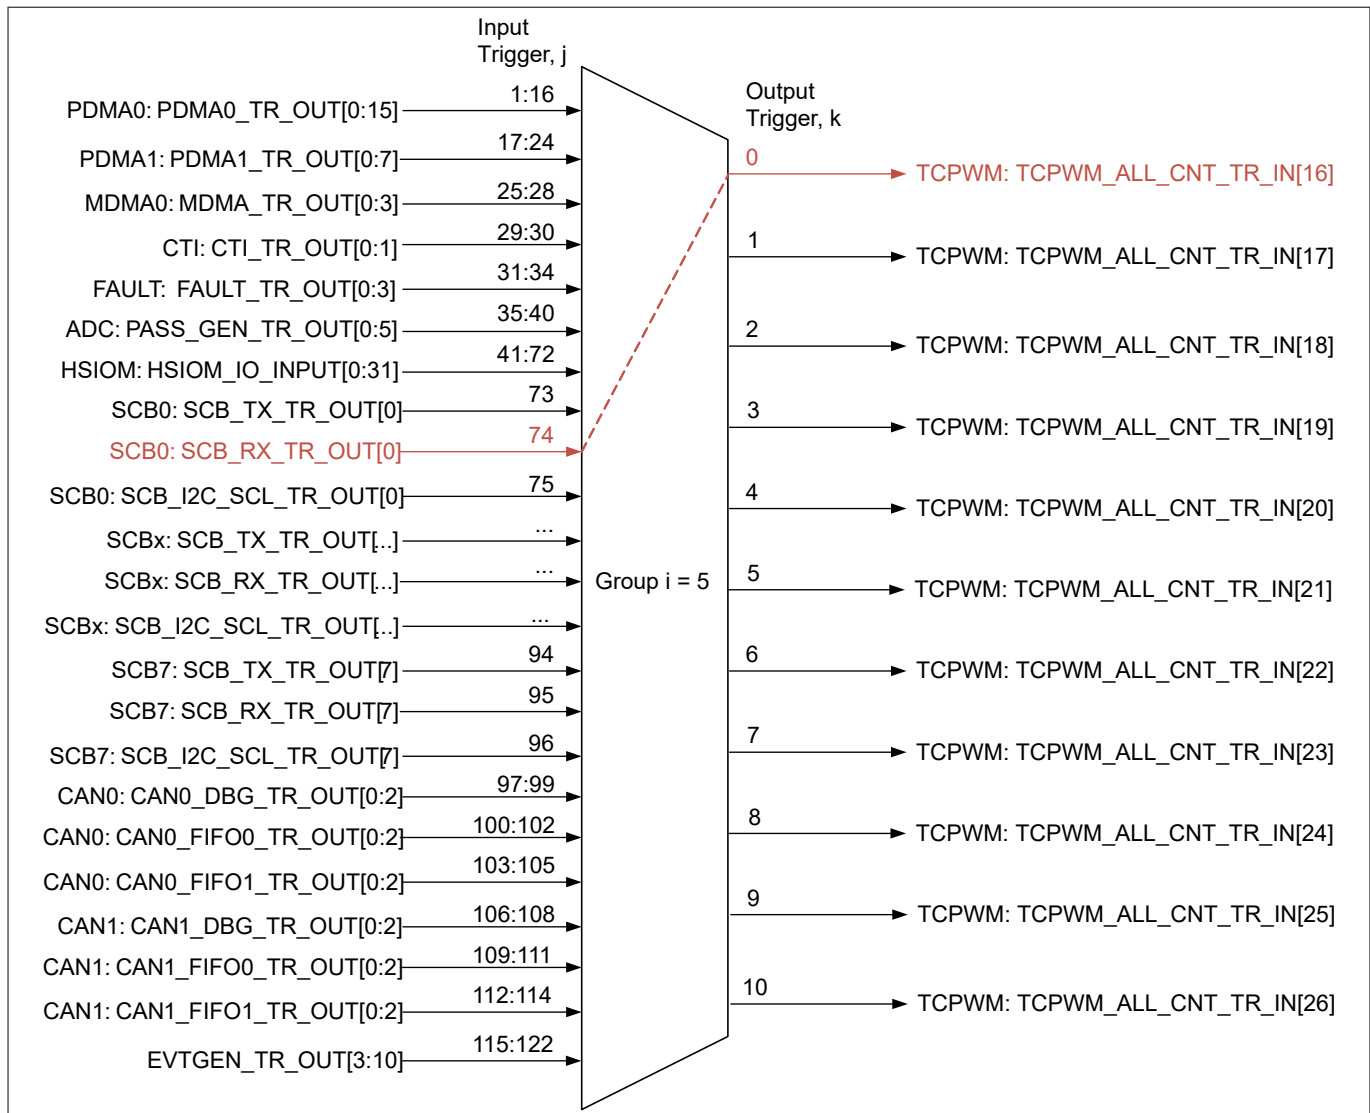 Input
Trigger, j
Output
Trigger, k
PDMA0: PDMA0_TR_OUT[0:15] 1:16
PDMA1: PDMA1_TR_OUT[0:7] 17:24
MDMA0: MDMA_TR_OUT[0:3] 25:28
CTI: CTI_TR_OUT[0:1] 29:30
FAULT: FAULT_TR_OUT[0:3] 31:34
ADC: PASS_GEN_TR_OUT[0:5] 35:40
HSIOM: HSIOM_IO_INPUT[0:31] 41:72
SCB0: SCB_TX_TR_OUT[0] 73
SCB0: SCB_RX_TR_OUT[0] 74
SCB0: SCB_I2C_SCL_TR_OUT[0] 75
SCBx: SCB_TX_TR_OUT[...] ...
SCBx: SCB_RX_TR_OUT[...] ...
SCBx: SCB_I2C_SCL_TR_OUT[..] ...
SCB7: SCB_TX_TR_OUT[7] 94
SCB7: SCB_RX_TR_OUT[7] 95
SCB7: SCB_I2C_SCL_TR_OUT[7] 96
CAN0: CAN0_DBG_TR_OUT[0:2] 97:99
CAN0: CAN0_FIFO0_TR_OUT[0:2] 100:102
CAN0: CAN0_FIFO1_TR_OUT[0:2] 103:105
CAN1: CAN1_DBG_TR_OUT[0:2] 106:108
CAN1: CAN1_FIFO0_TR_OUT[0:2] 109:111
CAN1: CAN1_FIFO1_TR_OUT[0:2] 112:114
EVTGEN_TR_OUT[3:10] 115:122
Group i = 5
0 TCPWM: TCPWM_ALL_CNT_TR_IN[16]
1 TCPWM: TCPWM_ALL_CNT_TR_IN[17]
2 TCPWM: TCPWM_ALL_CNT_TR_IN[18]
3 TCPWM: TCPWM_ALL_CNT_TR_IN[19]
4 TCPWM: TCPWM_ALL_CNT_TR_IN[20]
5 TCPWM: TCPWM_ALL_CNT_TR_IN[21]
6 TCPWM: TCPWM_ALL_CNT_TR_IN[22]
7 TCPWM: TCPWM_ALL_CNT_TR_IN[23]
8 TCPWM: TCPWM_ALL_CNT_TR_IN[24]
9 TCPWM: TCPWM_ALL_CNT_TR_IN[25]
10 TCPWM: TCPWM_ALL_CNT_TR_IN[26]